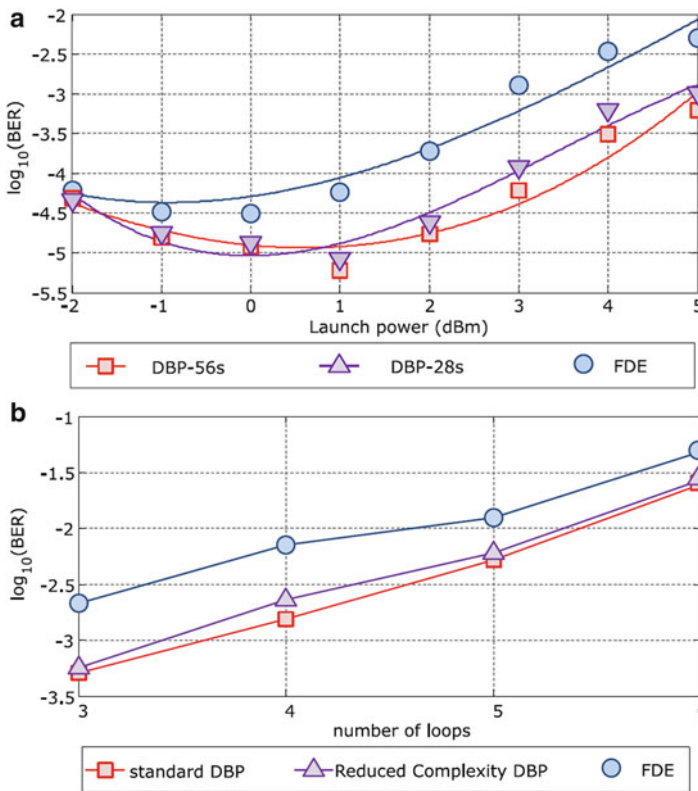 a
-2
-2.5
-3
-3.5
-4
-4.5
-5
-5.5
log10(BER)
-2 -1 0 1 2 3 4 5
Launch power (dBm)
DBP-56s DBP-28s FDE
b
-1
-1.5
-2
-2.5
-3
-3.5
log10(BER)
3 4 5
number of loops
standard DBP Reduced Complexity DBP FDE